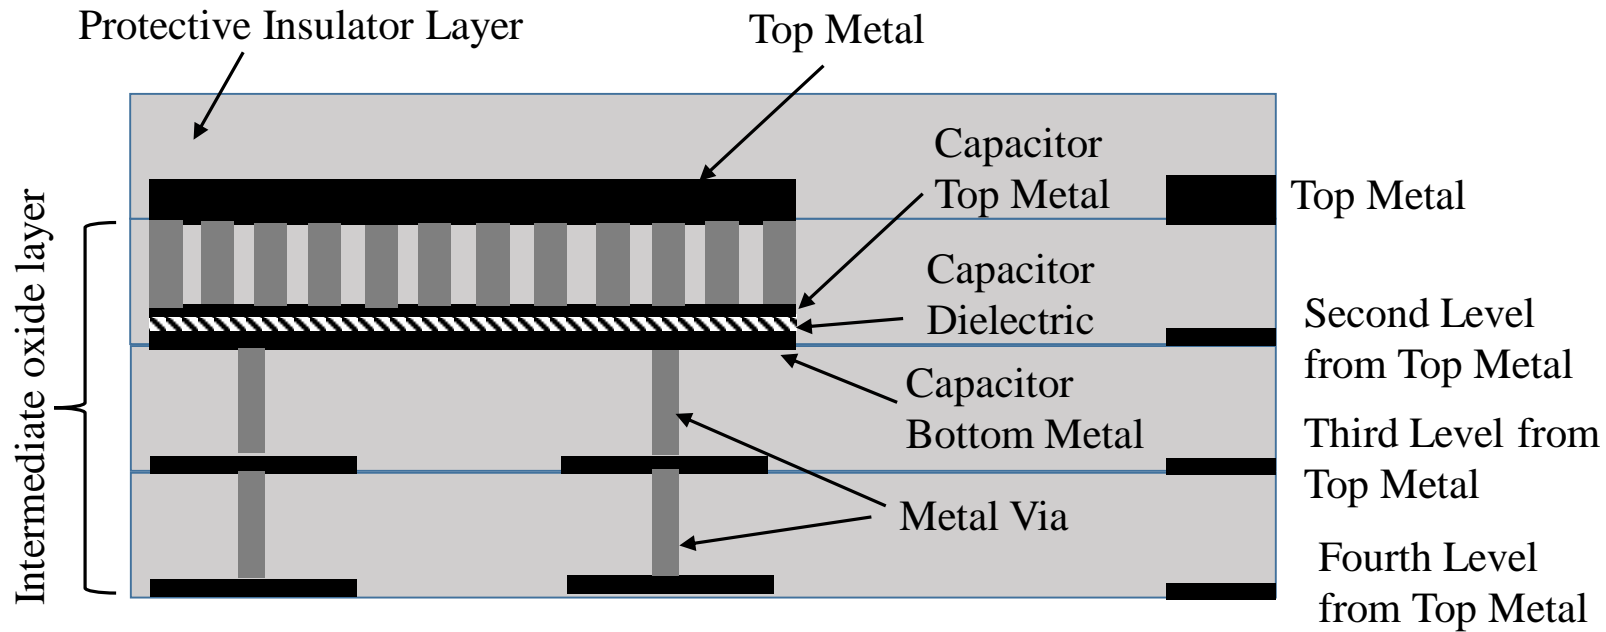 Protective Insulator Layer
Top Metal
Capacitor
Top Metal
Top Metal
Capacitor
Dielectric
Second Level
from Top Metal
Capacitor
Bottom Metal
Third Level from
Top Metal
Metal Via
Fourth Level
from Top Metal
Intermediate oxide layer